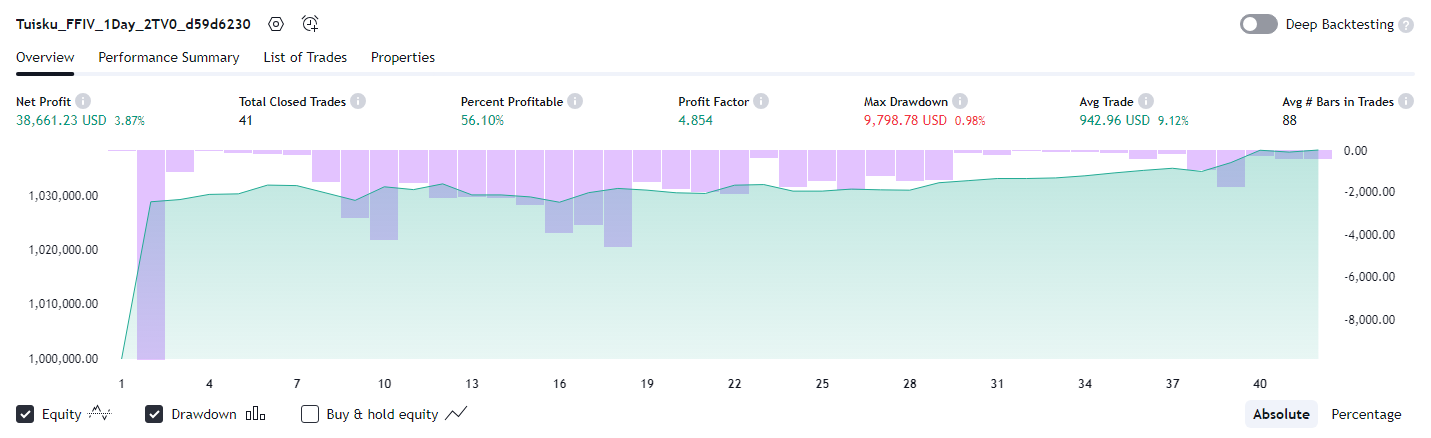 Tuisku_FFIV_1Day_2TV0_d59d6230 Deep Backtesting ?
Overview Performance Summary List of Trades Properties
Net Profit i Total Closed Trades i Percent Profitable i Profit Factor i Max Drawdown i Avg Trade i Avg # Bars in Trades i
38,661.23 USD 3.87% 41 56.10% 4.854 9,798.78 USD 0.98% 942.96 USD 9.12% 88
0.00
1,030,000.00 -2,000.00
-4,000.00
1,020,000.00
-6,000.00
1,010,000.00
-8,000.00
1,000,000.00
1 4 7 10 13 16 19 22 25 28 31 34 37 40
Equity Drawdown Buy & hold equity Absolute Percentage